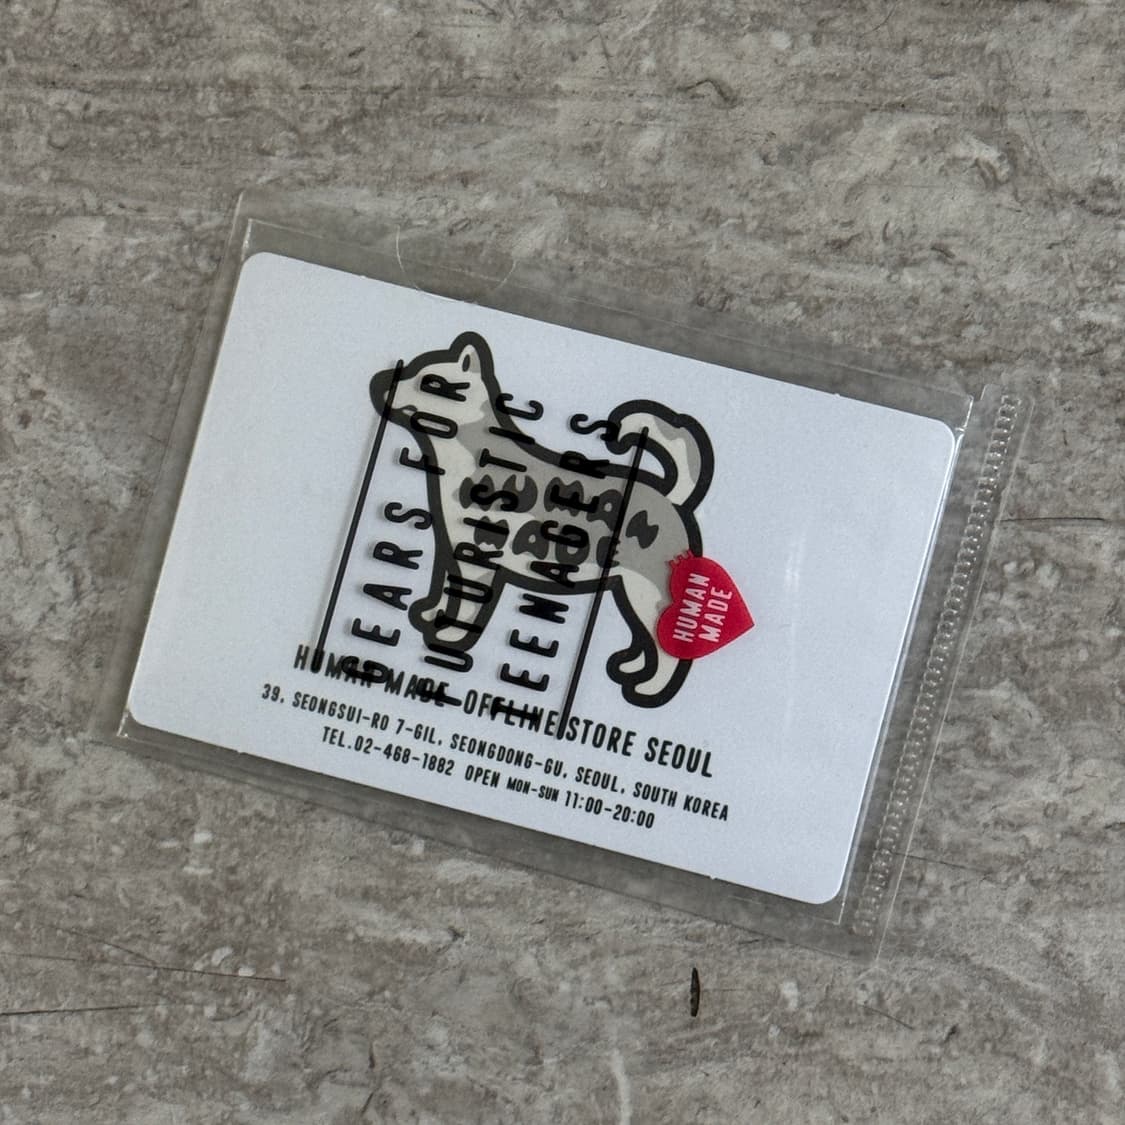 GEARS FOR
FUTURISTIC
TEENAGERS
HUMAN
MADE
HUMAN MADE OFFLINE STORE SEOUL
39, SEONGSUI-RO 7-GIL, SEONGDONG-GU, SEOUL, SOUTH KOREA
TEL.02-468-1882 OPEN MON-SUN 11:00-20:00